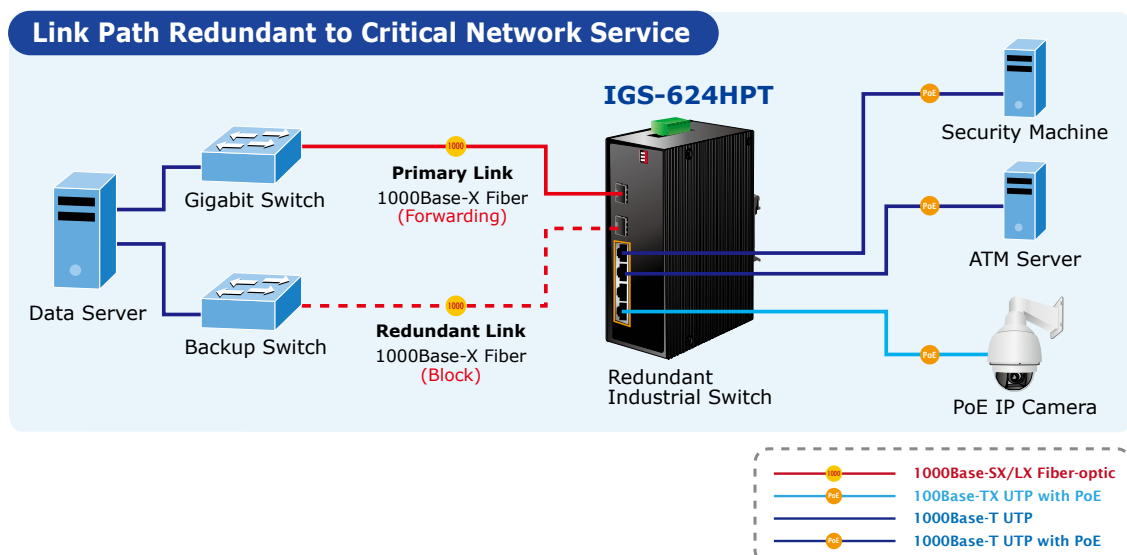 Link Path Redundant to Critical Network Service
IGS-624HPT
PoE
Security Machine
1000
Primary Link
1000Base-X Fiber
(Forwarding)
Gigabit Switch
PoE
ATM Server
Data Server
1000
Redundant Link
1000Base-X Fiber
(Block)
Backup Switch
Redundant
Industrial Switch
PoE
PoE IP Camera
1000
1000Base-SX/LX Fiber-optic
PoE
100Base-TX UTP with PoE
1000Base-T UTP
PoE
1000Base-T UTP with PoE